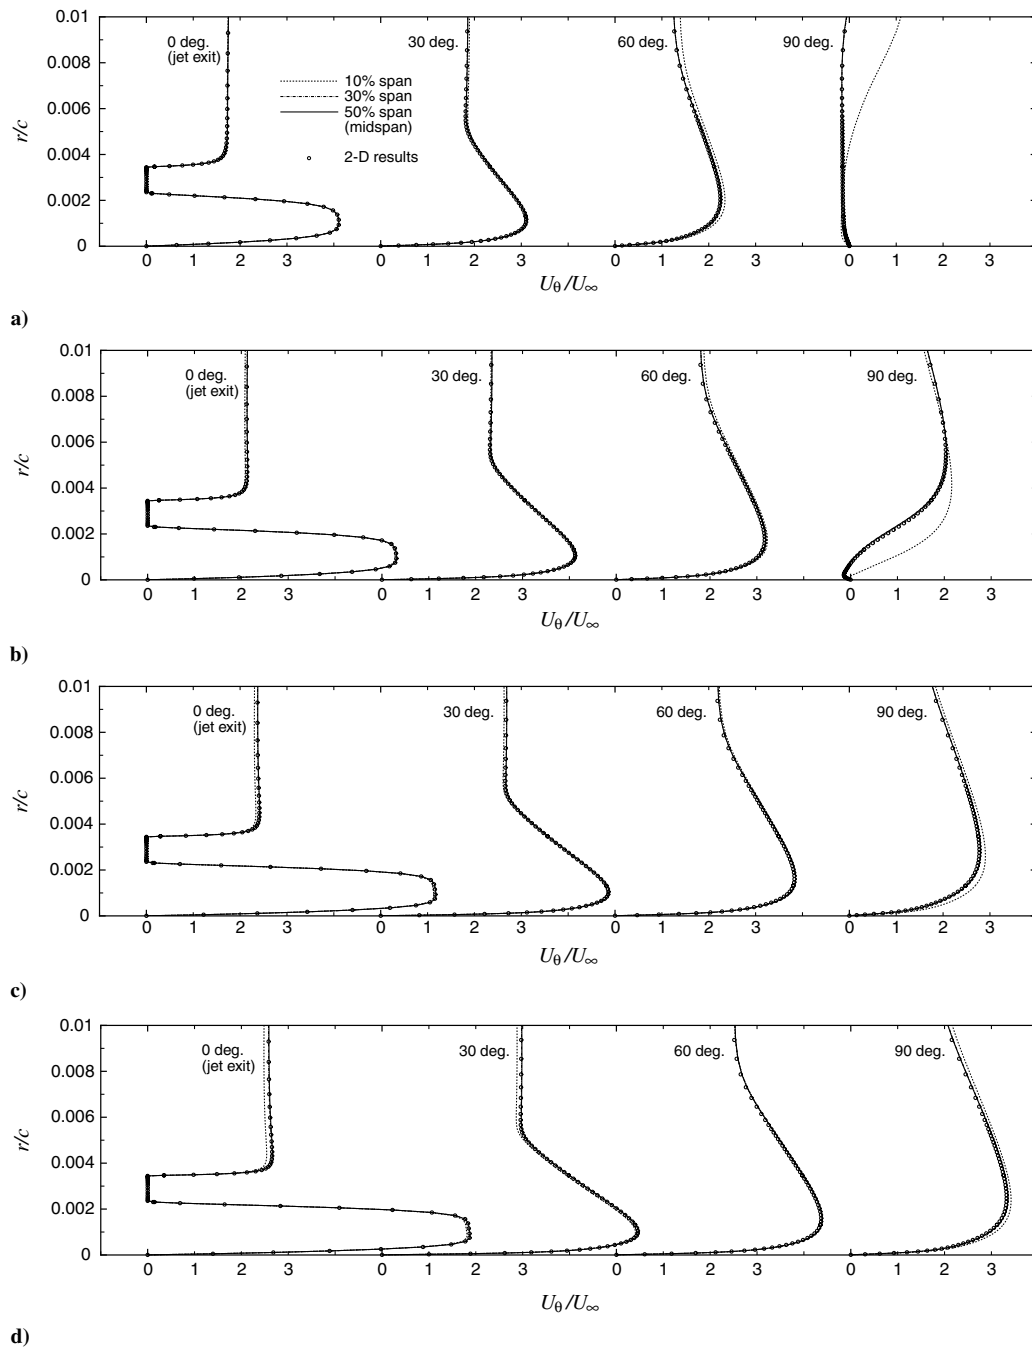 0.01
0 deg.
(jet exit)
30 deg.
60 deg.
90 deg.
10% span
30% span
50% span
(midspan)
2-D results
0.008
0.006
0.004
0.002
0
r/c
0 1 2 3 0 1 2 3 0 1 2 3 0 1 2 3
Uθ/U∞
a)
0.01
0 deg.
(jet exit)
30 deg.
60 deg.
90 deg.
0.008
0.006
0.004
0.002
0
r/c
0 1 2 3 0 1 2 3 0 1 2 3 0 1 2 3
Uθ/U∞
b)
0.01
0 deg.
(jet exit)
30 deg.
60 deg.
90 deg.
0.008
0.006
0.004
0.002
0
r/c
0 1 2 3 0 1 2 3 0 1 2 3 0 1 2 3
Uθ/U∞
c)
0.01
0 deg.
(jet exit)
30 deg.
60 deg.
90 deg.
0.008
0.006
0.004
0.002
0
r/c
0 1 2 3 0 1 2 3 0 1 2 3 0 1 2 3
Uθ/U∞
d)